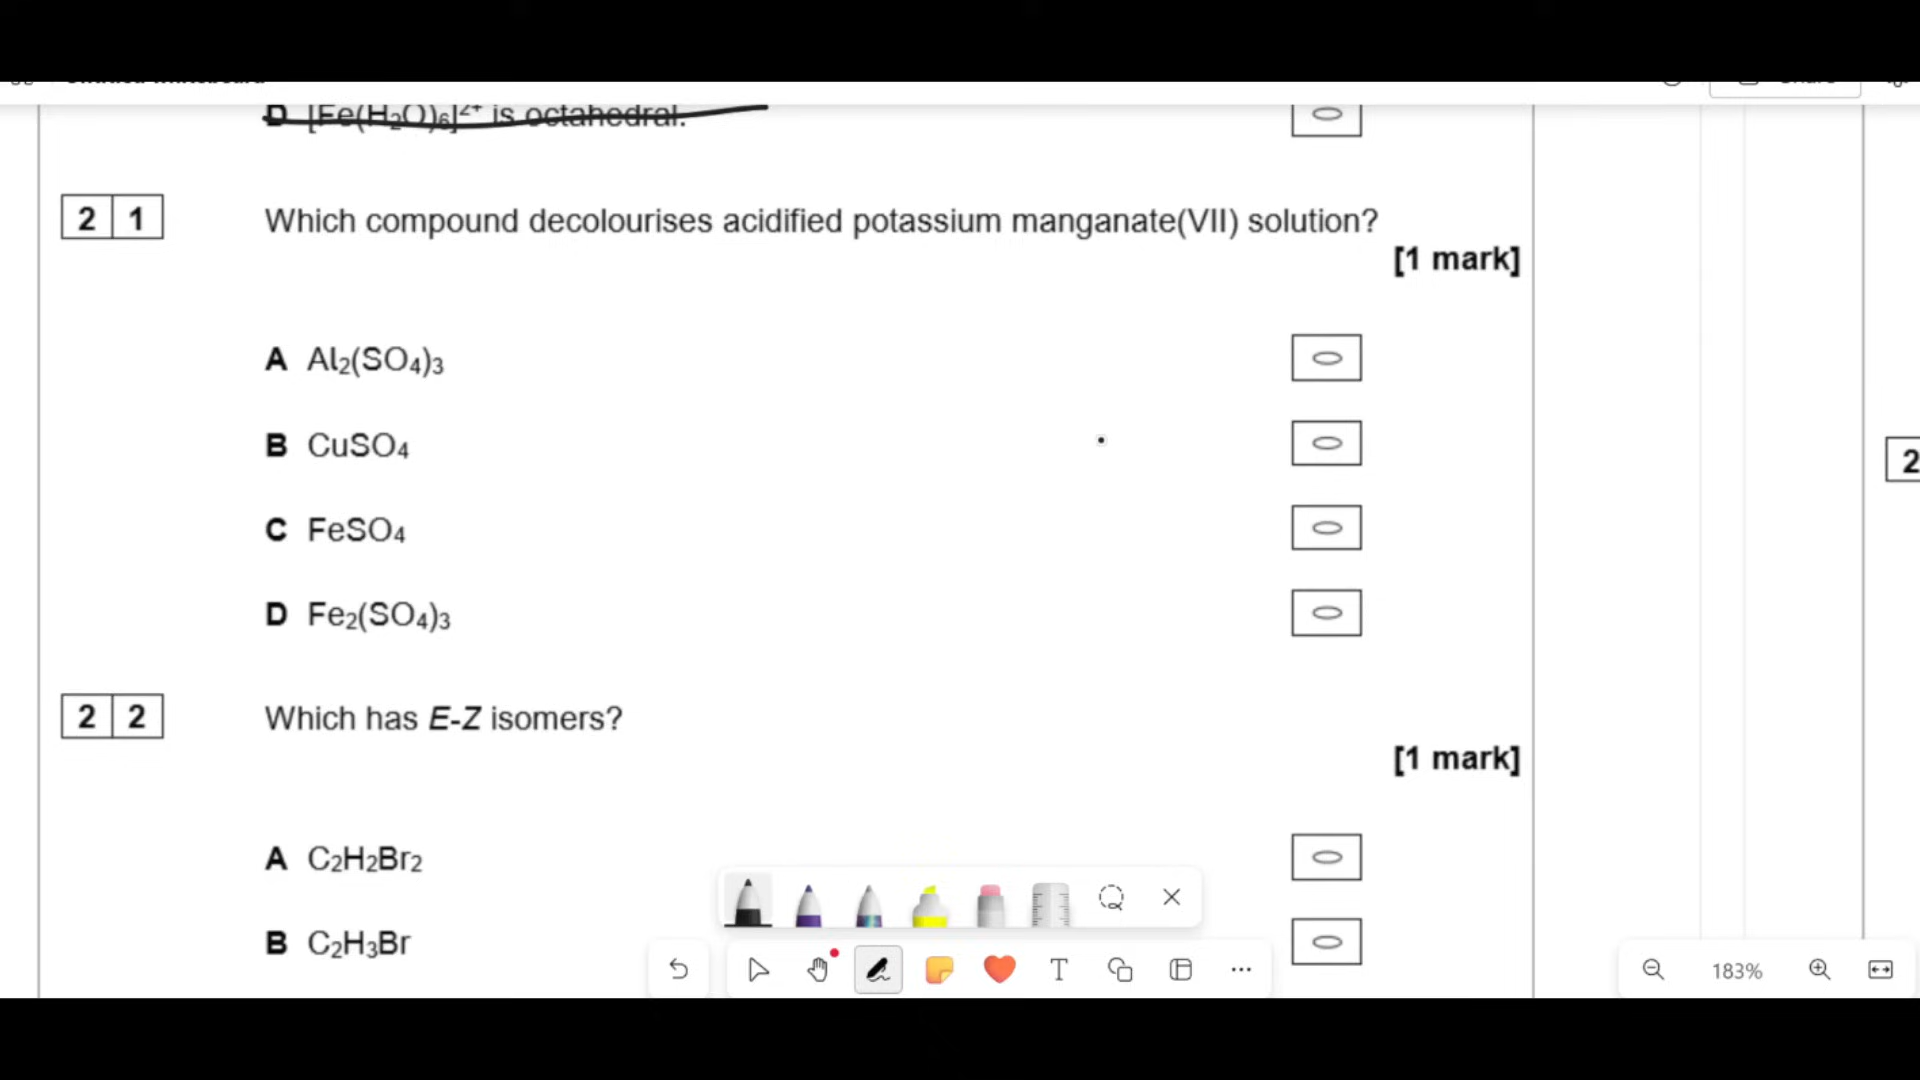 D [Fe(H₂O)₆]²⁺ is octahedral.
2 1 Which compound decolourises acidified potassium manganate(VII) solution?
[1 mark]
A Al₂(SO₄)₃
B CuSO₄
C FeSO₄
D Fe₂(SO₄)₃
2
2 2 Which has E-Z isomers?
[1 mark]
A C₂H₂Br₂
B C₂H₃Br
T
183%